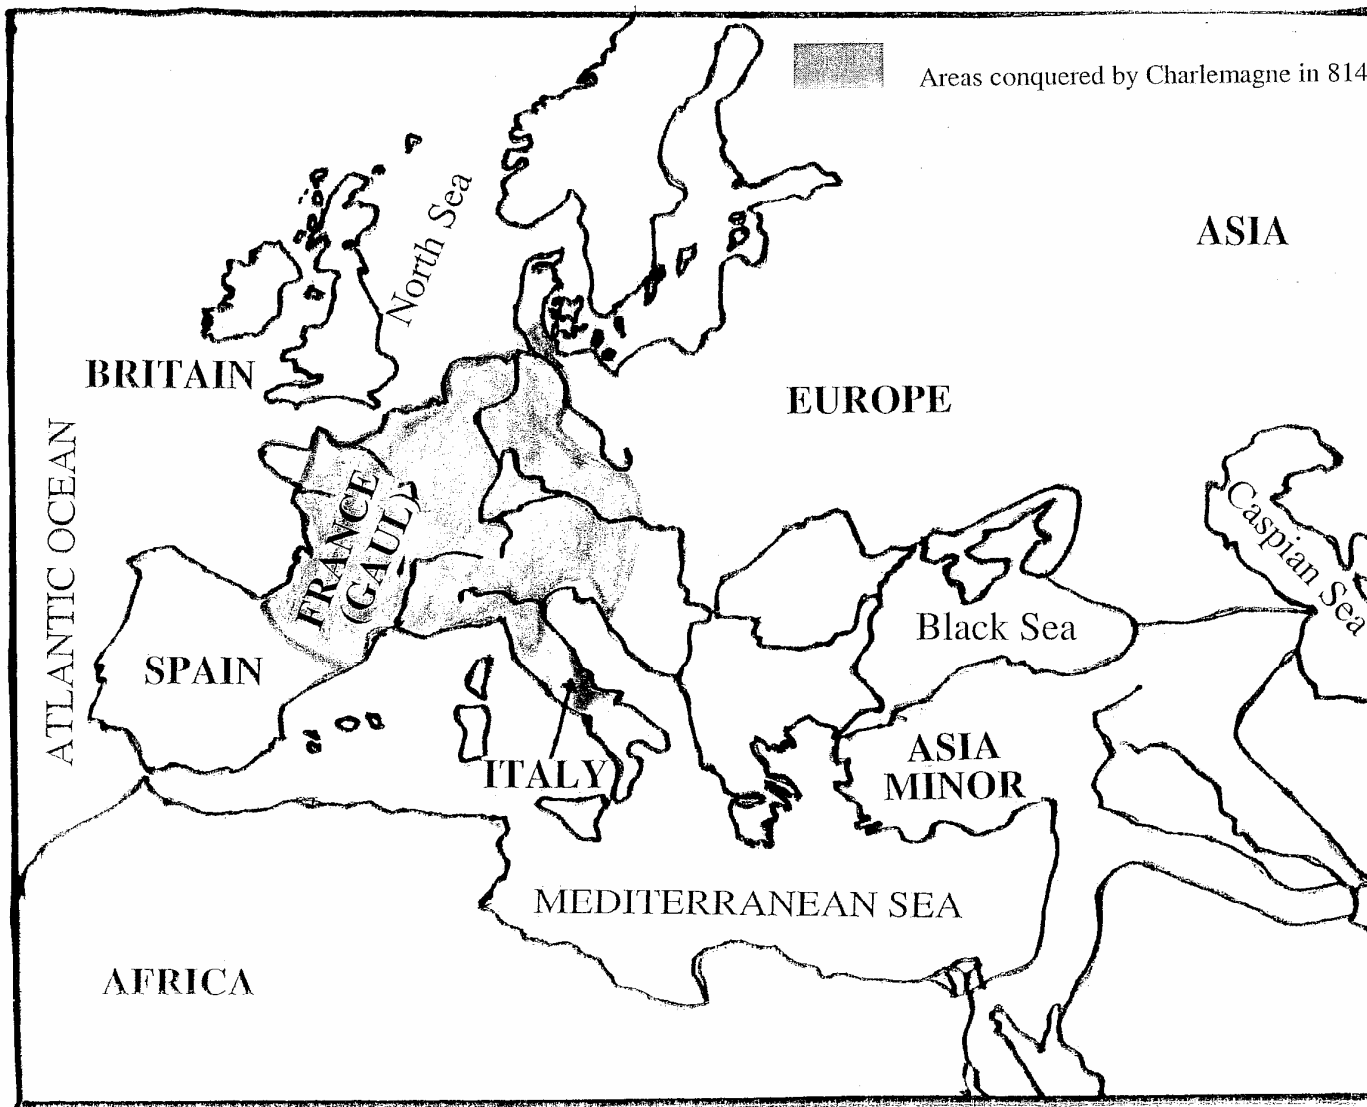 Areas conquered by Charlemagne in 814
North Sea
ASIA
BRITAIN
EUROPE
ATLANTIC OCEAN
FRANCE
(GAUL)
Caspian Sea
Black Sea
SPAIN
ITALY
ASIA
MINOR
MEDITERRANEAN SEA
AFRICA